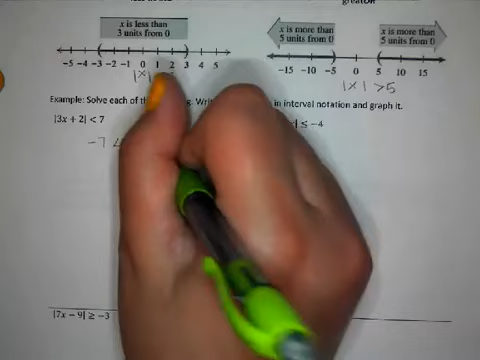 greatOR
x is less than
3 units from 0
-5 -4 -3 -2 -1 0 1 2 3 4 5
|x|
x is more than
5 units from 0
x is more than
5 units from 0
-15 -10 -5 0 5 10 15
|x| > 5
Example: Solve each of in interval notation and graph it.
|3x + 2| < 7
≤ -4
-7 <
|7x - 9| ≥ -3